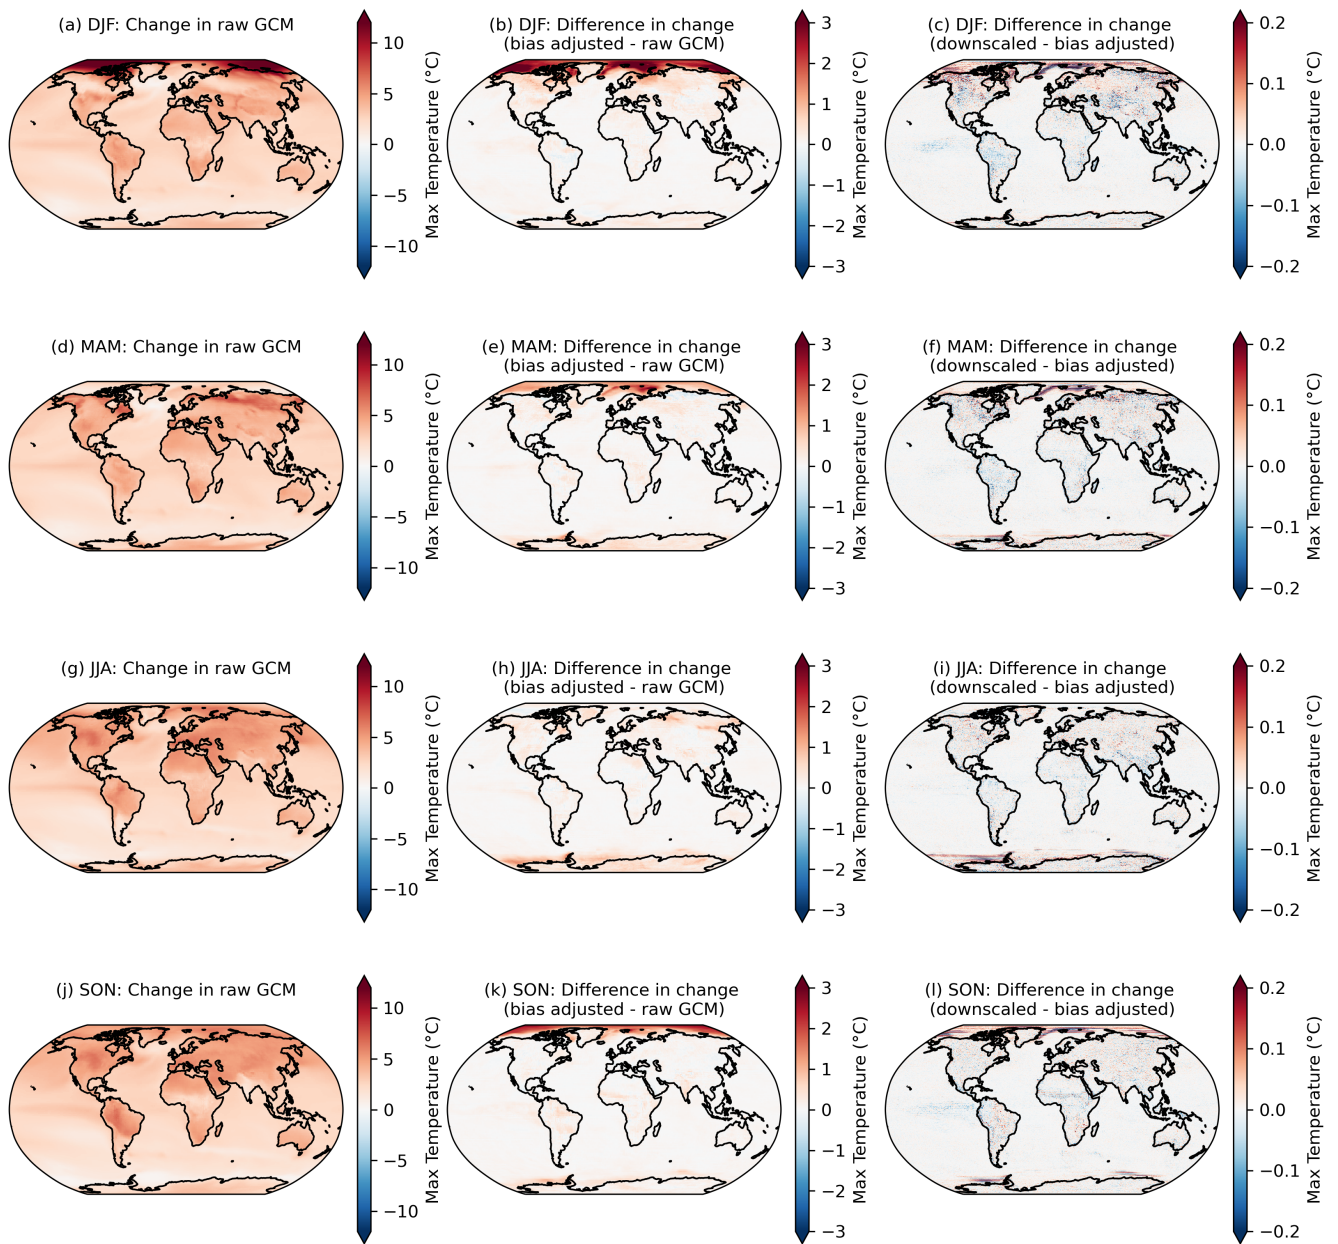 (a) DJF: Change in raw GCM
10
5
0
−5
−10
Max Temperature (°C)
(b) DJF: Difference in change
(bias adjusted - raw GCM)
3
2
1
0
−1
−2
−3
Max Temperature (°C)
(c) DJF: Difference in change
(downscaled - bias adjusted)
0.2
0.1
0.0
−0.1
−0.2
Max Temperature (°C)
(d) MAM: Change in raw GCM
10
5
0
−5
−10
Max Temperature (°C)
(e) MAM: Difference in change
(bias adjusted - raw GCM)
3
2
1
0
−1
−2
−3
Max Temperature (°C)
(f) MAM: Difference in change
(downscaled - bias adjusted)
0.2
0.1
0.0
−0.1
−0.2
Max Temperature (°C)
(g) JJA: Change in raw GCM
10
5
0
−5
−10
Max Temperature (°C)
(h) JJA: Difference in change
(bias adjusted - raw GCM)
3
2
1
0
−1
−2
−3
Max Temperature (°C)
(i) JJA: Difference in change
(downscaled - bias adjusted)
0.2
0.1
0.0
−0.1
−0.2
Max Temperature (°C)
(j) SON: Change in raw GCM
10
5
0
−5
−10
Max Temperature (°C)
(k) SON: Difference in change
(bias adjusted - raw GCM)
3
2
1
0
−1
−2
−3
Max Temperature (°C)
(l) SON: Difference in change
(downscaled - bias adjusted)
0.2
0.1
0.0
−0.1
−0.2
Max Temperature (°C)